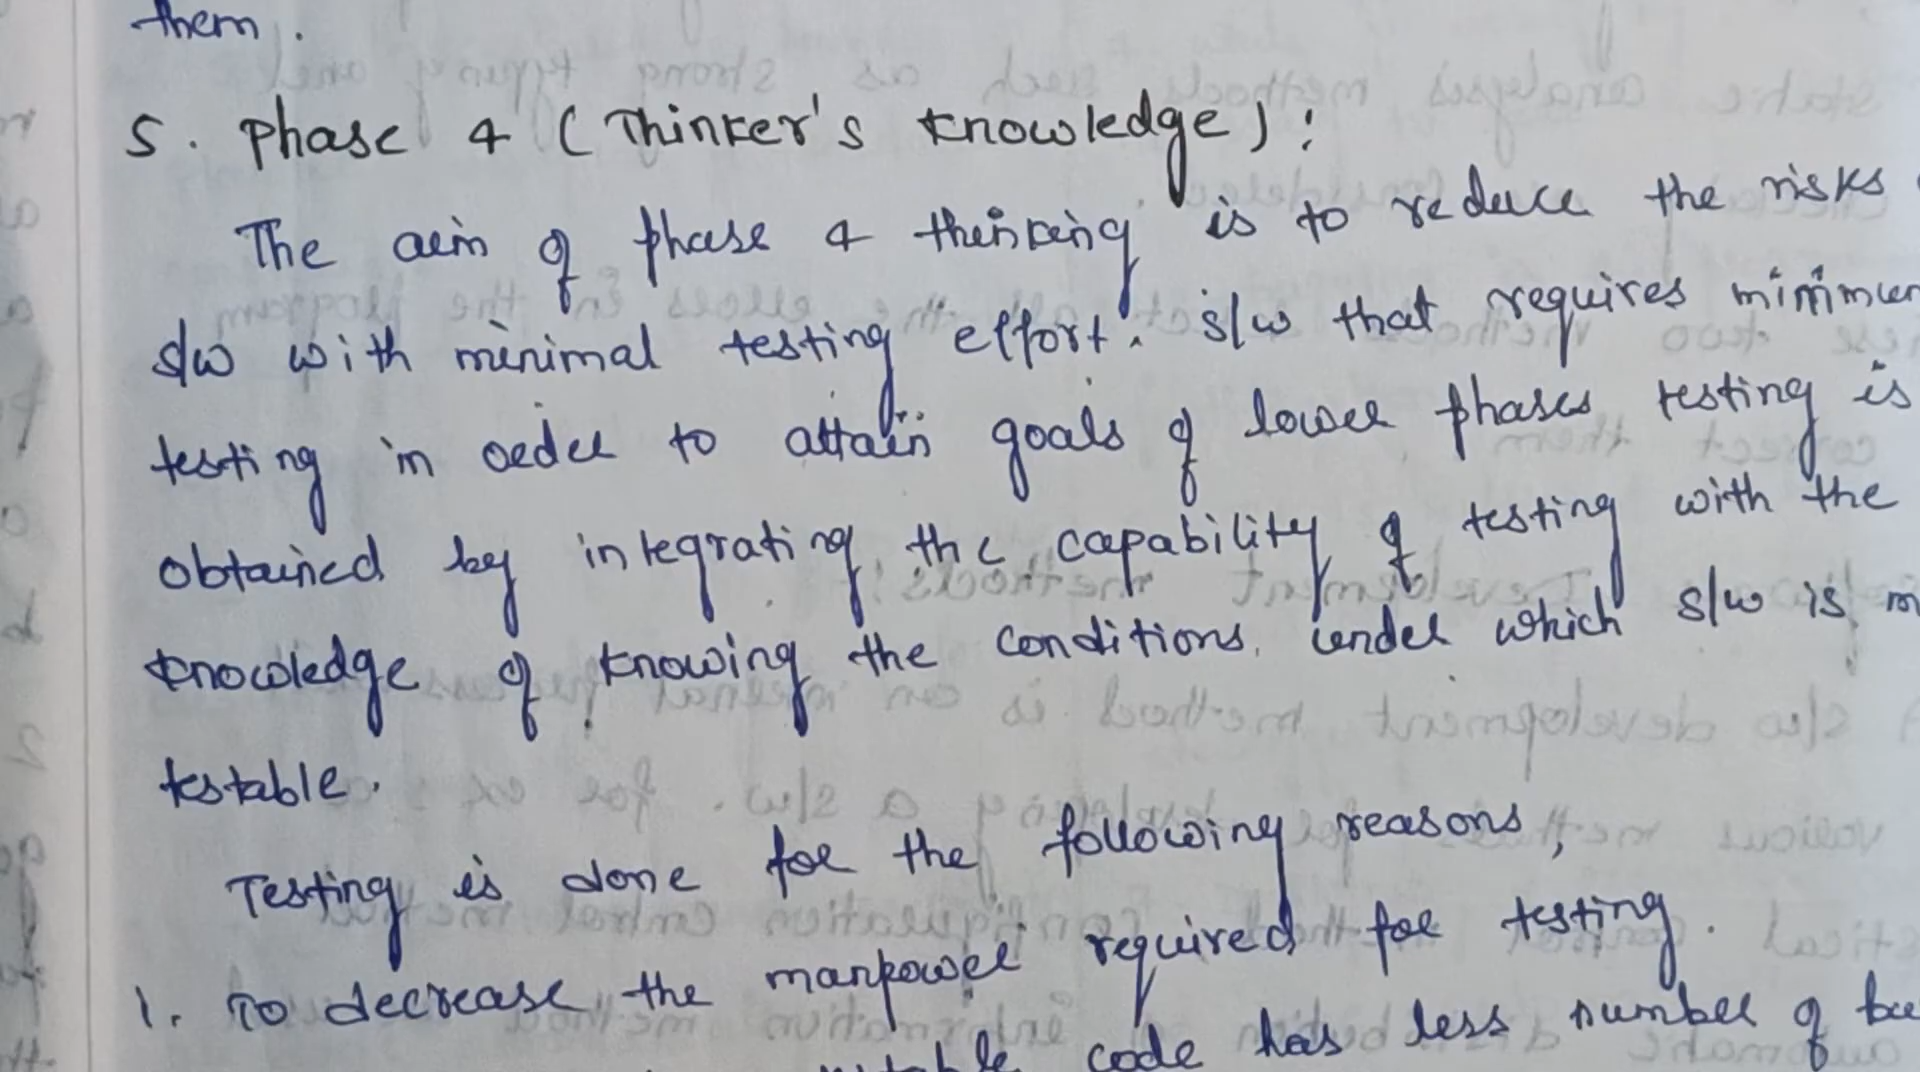 them.
5. Phase 4 (Thinker's Knowledge):
The aim of phase 4 thinking is to reduce the risks
s/w with minimal testing effort. s/w that requires
testing in order to attain goals of lower phases testing is
obtained by integrating the capability of testing with the
knowledge of knowing the conditions under which s/w is
testable.
Testing is done for the following reasons,
1. To decrease the manpower required for testing.
code has less number of